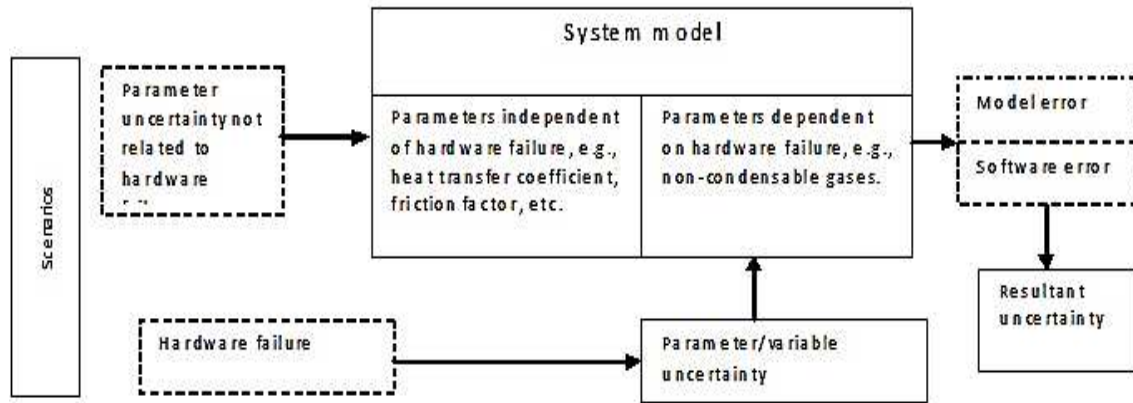 System model
Scenarios
Parameter
uncertainty not
related to
hardware
Parameters independent
of hardware failure, e.g.,
heat transfer coefficient,
friction factor, etc.
Parameters dependent
on hardware failure, e.g.,
non-condensable gases.
Model error
Software error
Resultant
uncertainty
Hardware failure
Parameter/variable
uncertainty